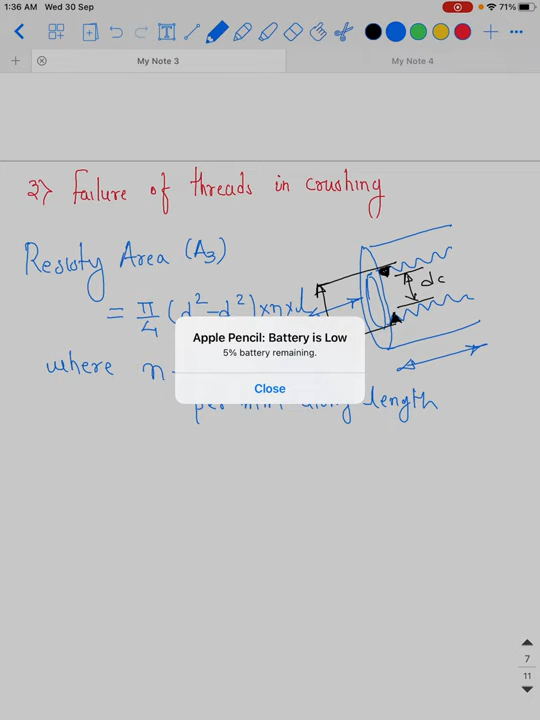 1:36 AM Wed 30 Sep
71%
My Note 3
My Note 4
3> Failure of threads in crushing
Area (A3)
= π/4 (d²-d²)×n×l
dc
where n
Apple Pencil: Battery is Low
5% battery remaining.
Close
along length
7
11